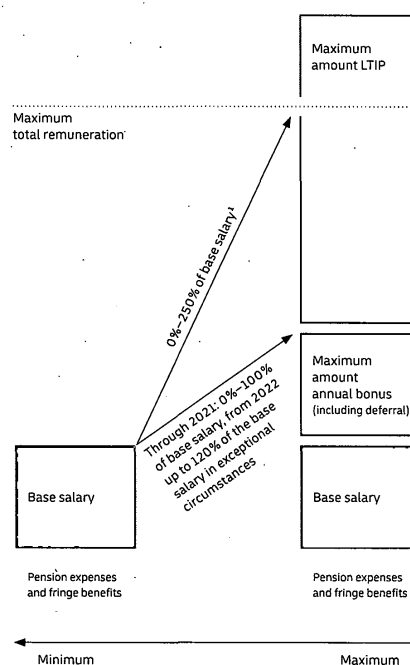 Maximum
amount LTIP
Maximum
total remuneration
0%–250% of base salary¹
Through 2021: 0%–100%
of base salary, from 2022
up to 120% of the base
salary in exceptional
circumstances
Maximum
amount
annual bonus
(including deferral)
Base salary
Base salary
Pension expenses
and fringe benefits
Pension expenses
and fringe benefits
Minimum
Maximum